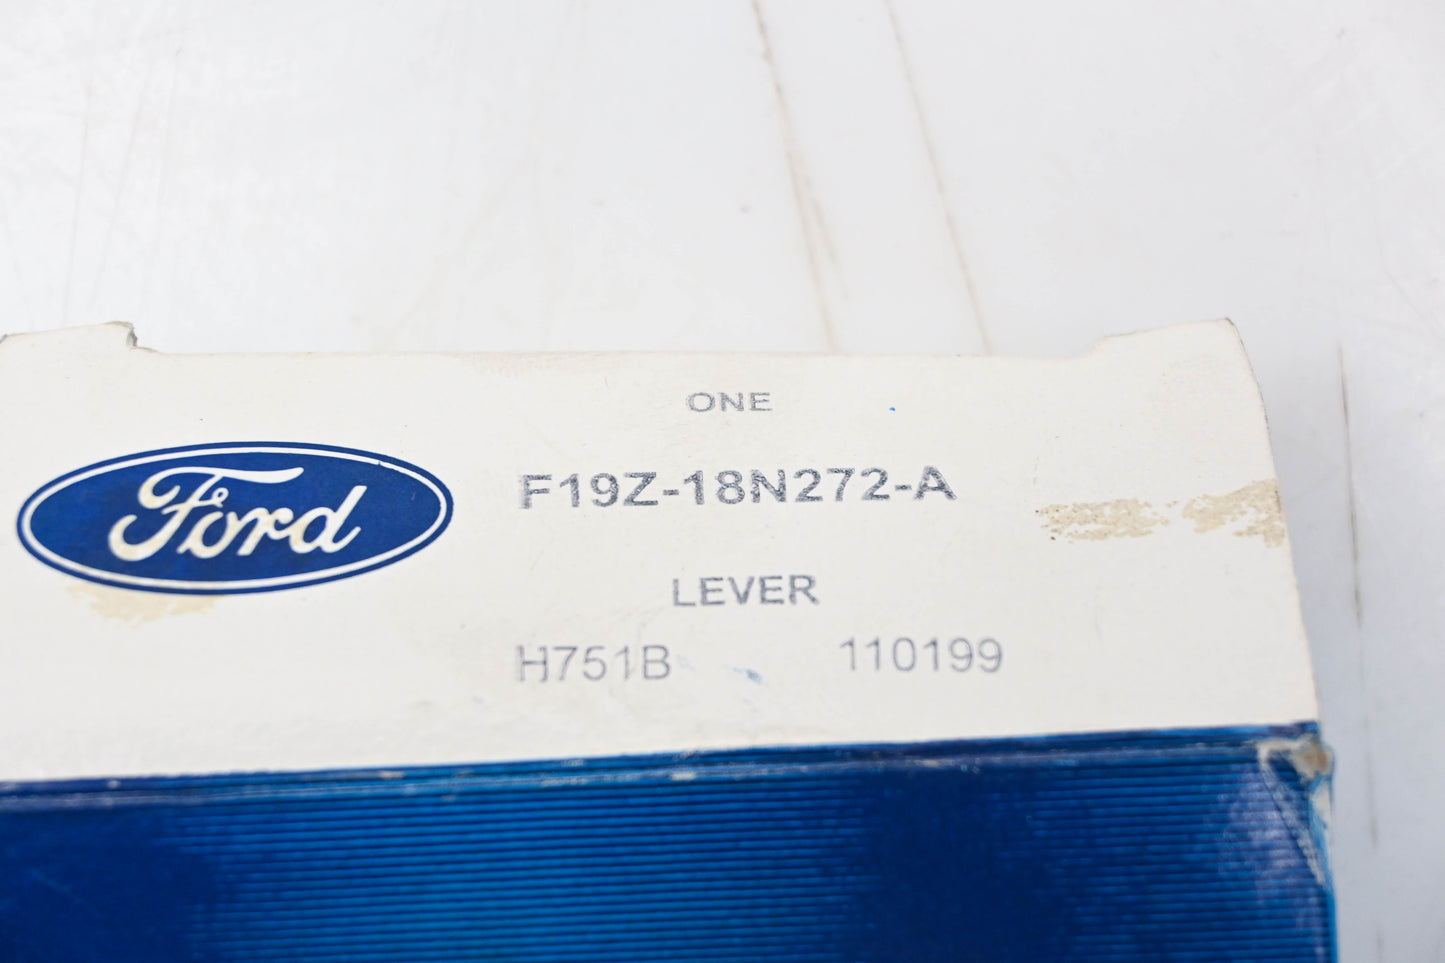 ONE
Ford
F19Z-18N272-A
LEVER
H751B 110199